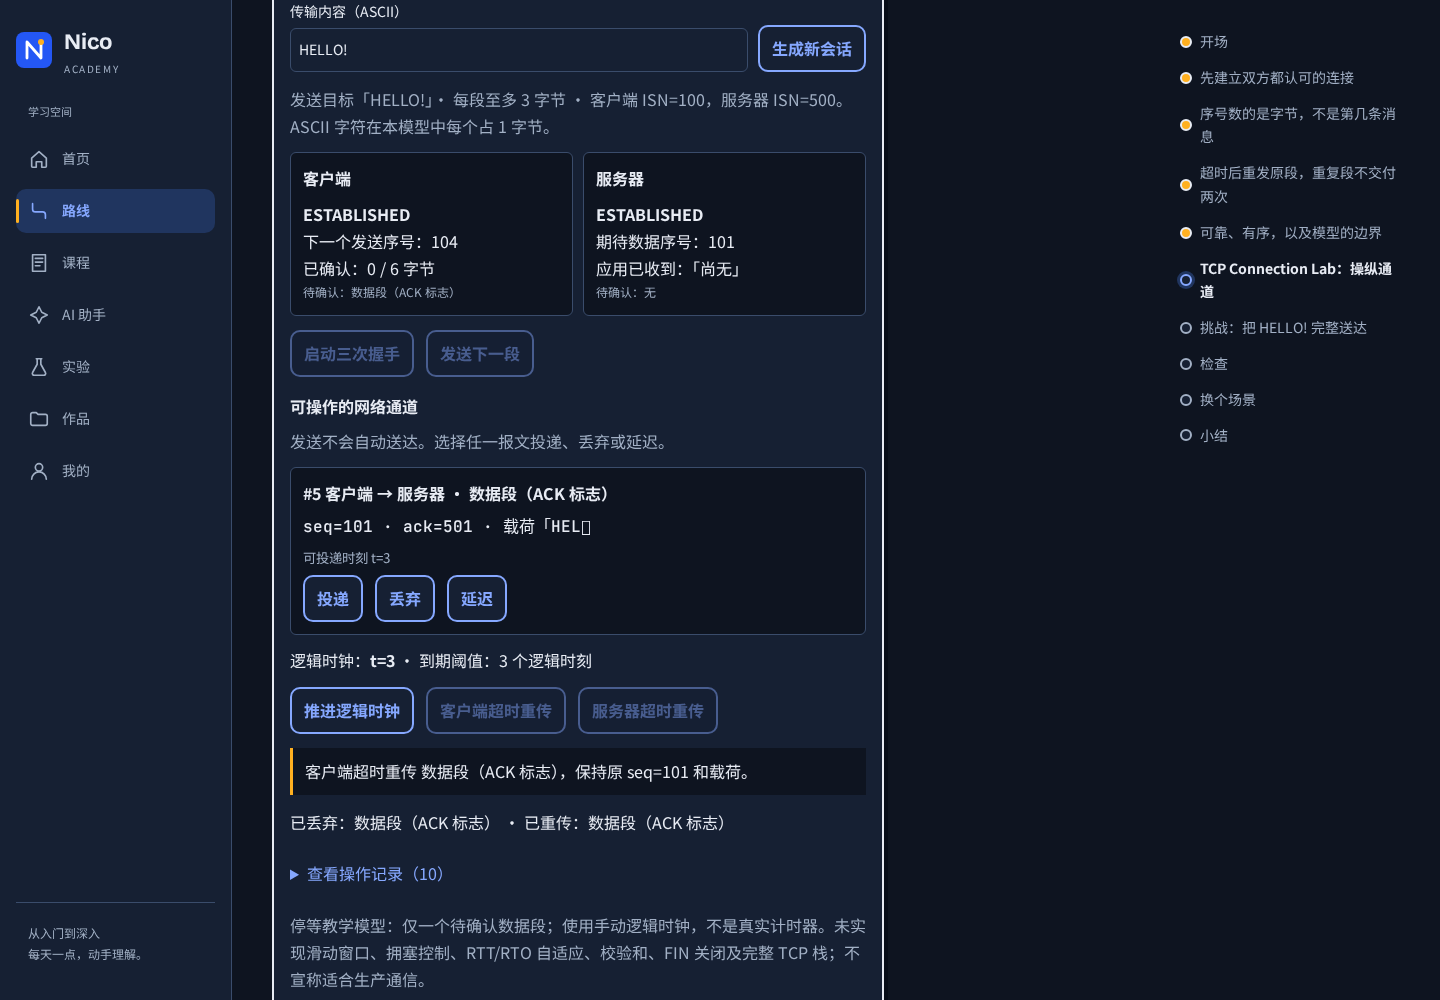 Nico
ACADEMY
学习空间
首页
路线
课程
AI 助手
实验
作品
我的
从入门到深入
每天一点，动手理解。
传输内容（ASCII）
HELLO!
生成新会话
发送目标「HELLO!」· 每段至多 3 字节 · 客户端 ISN=100，服务器 ISN=500。
ASCII 字符在本模型中每个占 1 字节。
客户端
ESTABLISHED
下一个发送序号：104
已确认：0 / 6 字节
待确认：数据段（ACK 标志）
服务器
ESTABLISHED
期待数据序号：101
应用已收到：「尚无」
待确认：无
启动三次握手
发送下一段
可操作的网络通道
发送不会自动送达。选择任一报文投递、丢弃或延迟。
#5 客户端 → 服务器 · 数据段（ACK 标志）
seq=101 · ack=501 · 载荷「HEL
可投递时刻 t=3
投递
丢弃
延迟
逻辑时钟：t=3 · 到期阈值：3 个逻辑时刻
推进逻辑时钟
客户端超时重传
服务器超时重传
客户端超时重传 数据段（ACK 标志），保持原 seq=101 和载荷。
已丢弃：数据段（ACK 标志） · 已重传：数据段（ACK 标志）
▶ 查看操作记录（10）
停等教学模型：仅一个待确认数据段；使用手动逻辑时钟，不是真实计时器。未实
现滑动窗口、拥塞控制、RTT/RTO 自适应、校验和、FIN 关闭及完整 TCP 栈；不
宣称适合生产通信。
开场
先建立双方都认可的连接
序号数的是字节，不是第几条消
息
超时后重发原段，重复段不交付
两次
可靠、有序，以及模型的边界
TCP Connection Lab：操纵通
道
挑战：把 HELLO! 完整送达
检查
换个场景
小结